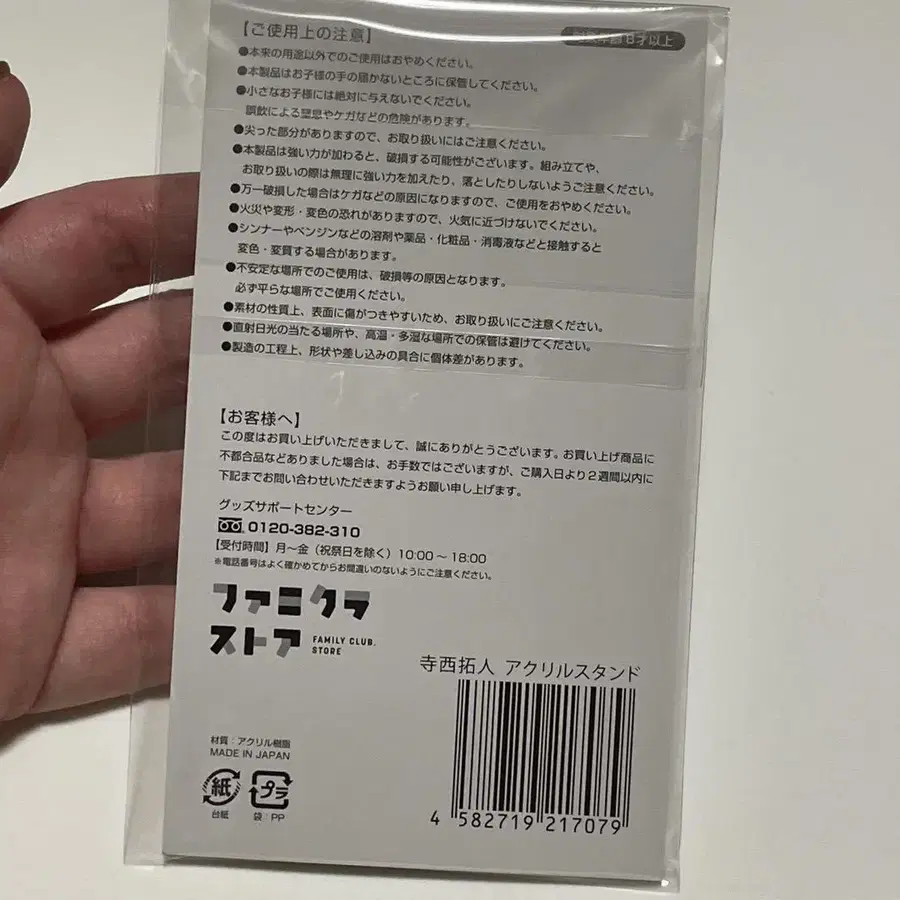 【ご使用上の注意】
対象年齢 8才以上
●本来の用途以外でのご使用はおやめください。
●本製品はお子様の手の届かないところに保管してください。
●小さなお子様には絶対に与えないでください。
誤飲による窒息やケガなどの危険があります。
●尖った部分がありますので、お取り扱いにはご注意ください。
●本製品は強い力が加わると、破損する可能性がございます。組み立てや、
お取り扱いの際は無理に強い力を加えたり、落としたりしないようご注意ください。
●万一破損した場合はケガなどの原因になりますので、ご使用をおやめください。
●火災や変形・変色の恐れがありますので、火気に近づけないでください。
●シンナーやベンジンなどの溶剤や薬品・化粧品・消毒液などと接触すると
変色・変質する場合があります。
●不安定な場所でのご使用は、破損等の原因となります。
必ず平らな場所でご使用ください。
●素材の性質上、表面に傷がつきやすいため、お取り扱いにご注意ください。
●直射日光の当たる場所や、高温・多湿な場所での保管は避けてください。
●製造の工程上、形状や差し込みの具合に個体差があります。
【お客様へ】
この度はお買い上げいただきまして、誠にありがとうございます。お買い上げ商品に
不都合品などありました場合は、お手数ではございますが、ご購入日より2週間以内に
下記までお問い合わせいただきますようお願い申し上げます。
グッズサポートセンター
0120-382-310
【受付時間】月〜金（祝祭日を除く）10:00〜18:00
※電話番号はよく確かめてからお間違いのないようにご注意ください。
ファミクラ
ストア
FAMILY CLUB.
STORE
寺西拓人 アクリルスタンド
材質：アクリル樹脂
MADE IN JAPAN
紙
プラ
台紙
袋：PP
4 582719 217079